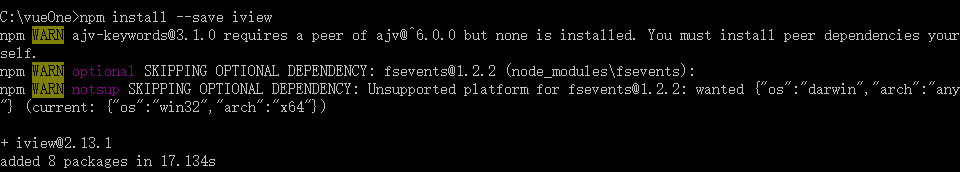 C:\vueOne>npm install --save iview
npm WARN ajv-keywords@3.1.0 requires a peer of ajv@^6.0.0 but none is installed. You must install peer dependencies your
self.
npm WARN optional SKIPPING OPTIONAL DEPENDENCY: fsevents@1.2.2 (node_modules\fsevents):
npm WARN notsup SKIPPING OPTIONAL DEPENDENCY: Unsupported platform for fsevents@1.2.2: wanted {"os":"darwin","arch":"any
"} (current: {"os":"win32","arch":"x64"})
+ iview@2.13.1
added 8 packages in 17.134s